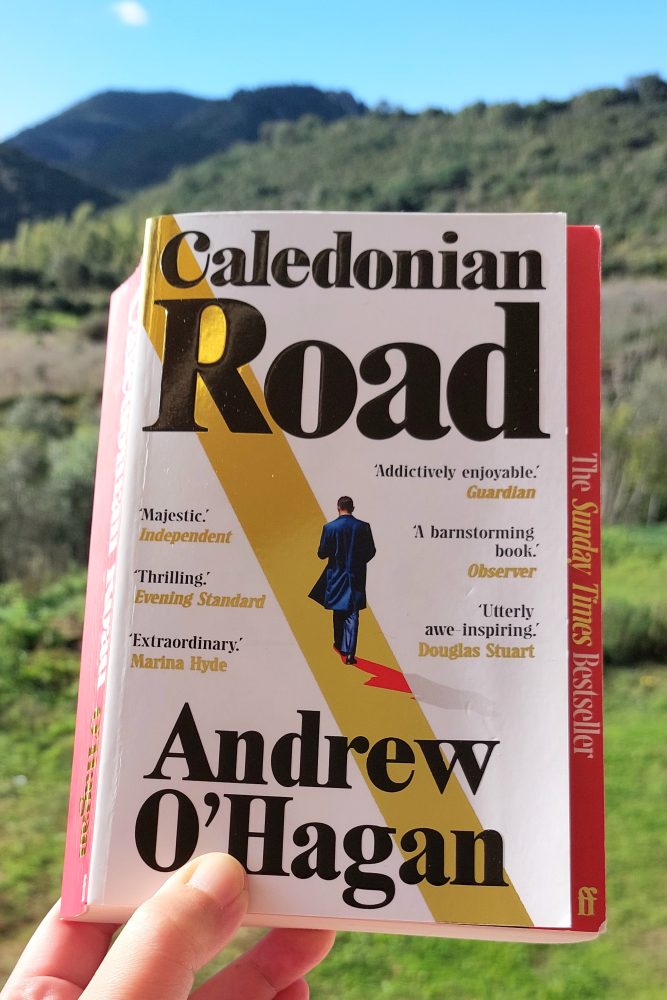 Caledonian
Road
'Addictively enjoyable.'
Guardian
'Majestic.'
Independent
'A barnstorming
book.'
Observer
'Thrilling.'
Evening Standard
'Utterly
awe-inspiring.'
Douglas Stuart
'Extraordinary.'
Marina Hyde
Andrew
O'Hagan
The Sunday Times Bestseller
ff